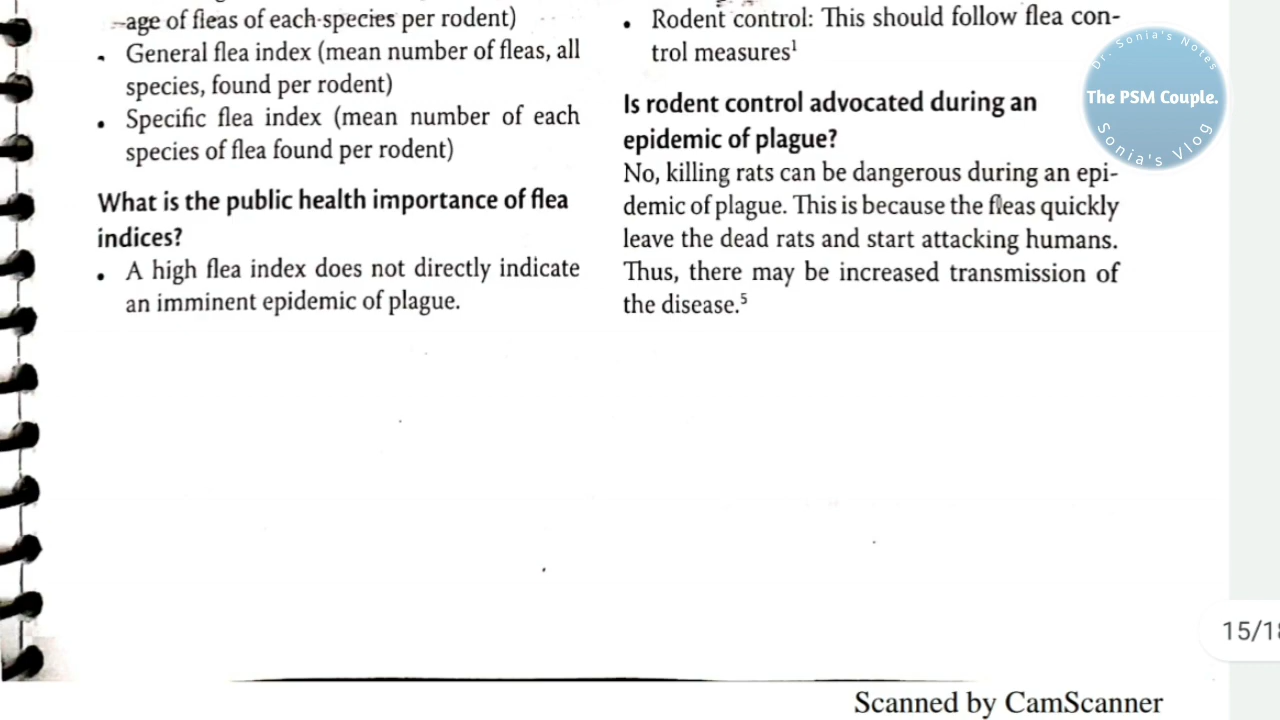 age of fleas of each species per rodent)
• General flea index (mean number of fleas, all
species, found per rodent)
• Specific flea index (mean number of each
species of flea found per rodent)
What is the public health importance of flea
indices?
• A high flea index does not directly indicate
an imminent epidemic of plague.
• Rodent control: This should follow flea con-
trol measures¹
Is rodent control advocated during an
epidemic of plague?
No, killing rats can be dangerous during an epi-
demic of plague. This is because the fleas quickly
leave the dead rats and start attacking humans.
Thus, there may be increased transmission of
the disease.⁵
Dr. Sonia's Notes
The PSM Couple.
Sonia's Vlog
15/18
Scanned by CamScanner